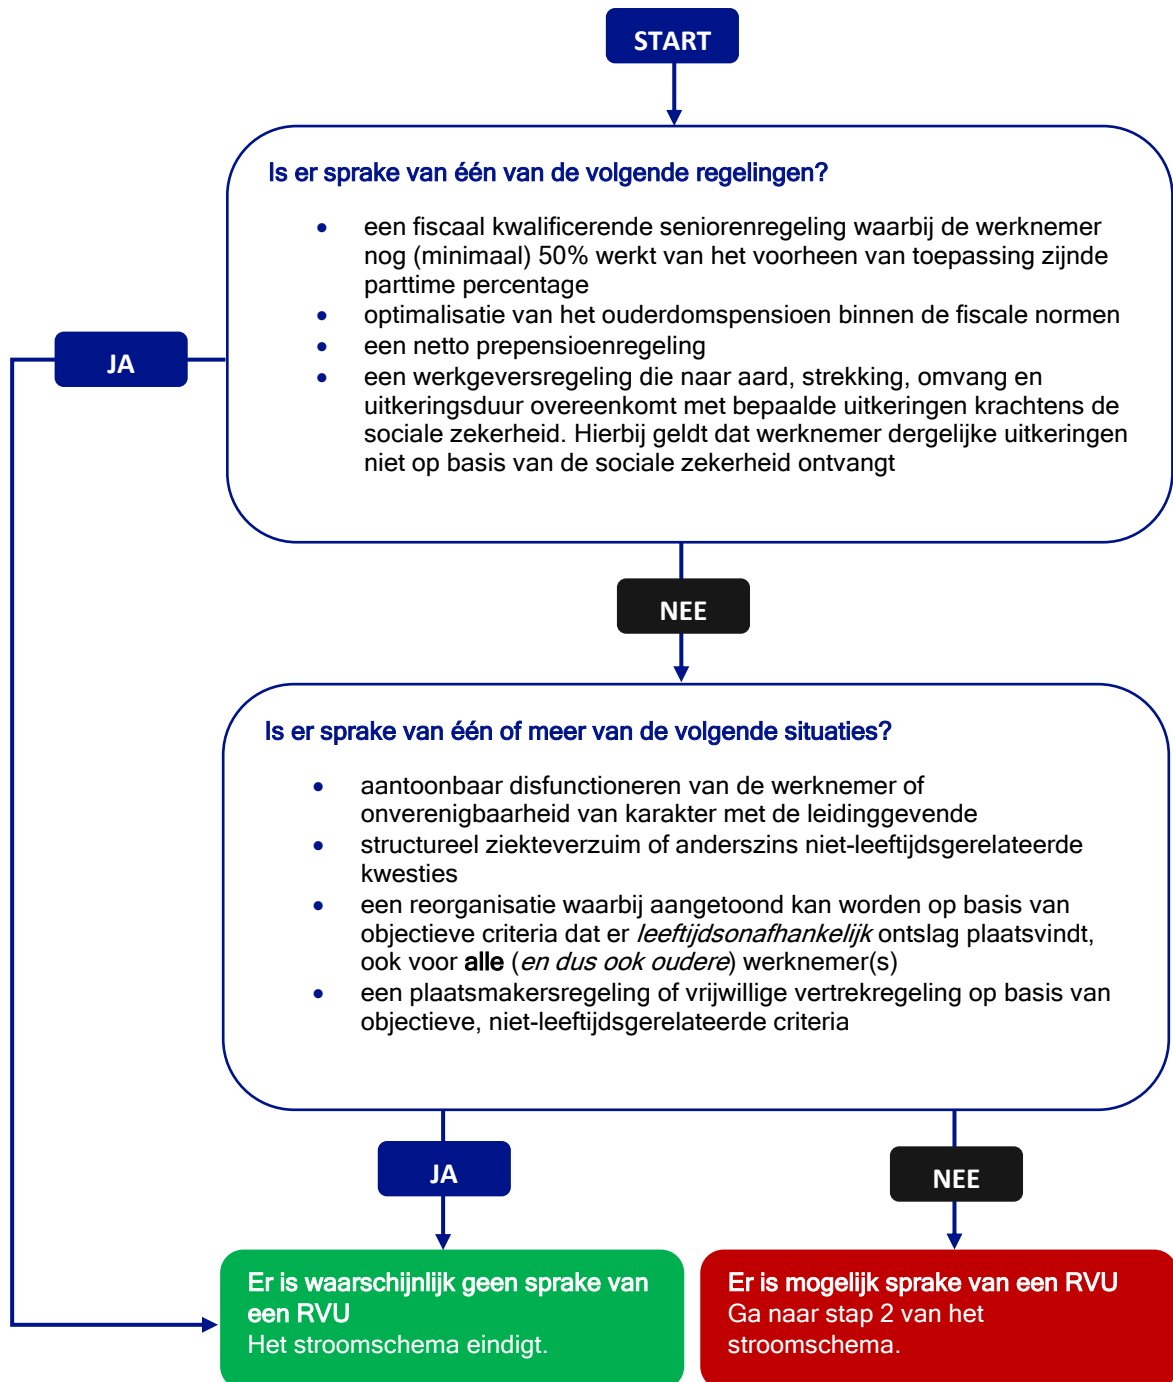 START
Is er sprake van één van de volgende regelingen?
• een fiscaal kwalificerende seniorenregeling waarbij de werknemer
nog (minimaal) 50% werkt van het voorheen van toepassing zijnde
parttime percentage
• optimalisatie van het ouderdomspensioen binnen de fiscale normen
• een netto prepensioenregeling
• een werkgeversregeling die naar aard, strekking, omvang en
uitkeringsduur overeenkomt met bepaalde uitkeringen krachtens de
sociale zekerheid. Hierbij geldt dat werknemer dergelijke uitkeringen
niet op basis van de sociale zekerheid ontvangt
JA
NEE
Is er sprake van één of meer van de volgende situaties?
• aantoonbaar disfunctioneren van de werknemer of
onverenigbaarheid van karakter met de leidinggevende
• structureel ziekteverzuim of anderszins niet-leeftijdsgerelateerde
kwesties
• een reorganisatie waarbij aangetoond kan worden op basis van
objectieve criteria dat er leeftijdsonafhankelijk ontslag plaatsvindt,
ook voor alle (en dus ook oudere) werknemer(s)
• een plaatsmakersregeling of vrijwillige vertrekregeling op basis van
objectieve, niet-leeftijdsgerelateerde criteria
JA
NEE
Er is waarschijnlijk geen sprake van
een RVU
Het stroomschema eindigt.
Er is mogelijk sprake van een RVU
Ga naar stap 2 van het
stroomschema.